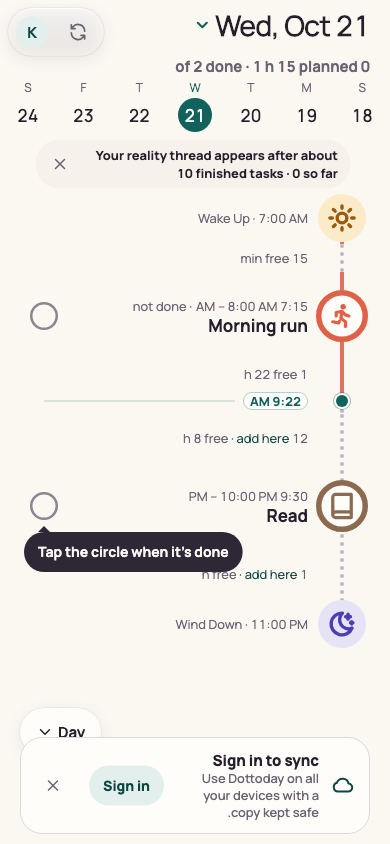 K
Wed, Oct 21
of 2 done · 1 h 15 planned 0
S F T W T M S
24 23 22 21 20 19 18
Your reality thread appears after about
10 finished tasks · 0 so far
Wake Up · 7:00 AM
min free 15
not done · AM – 8:00 AM 7:15
Morning run
h 22 free 1
AM 9:22
h 8 free · add here 12
PM – 10:00 PM 9:30
Read
Tap the circle when it's done
h free · add here 1
Wind Down · 11:00 PM
Day
Sign in to sync
Use Dottoday on all
your devices with a
.copy kept safe
Sign in